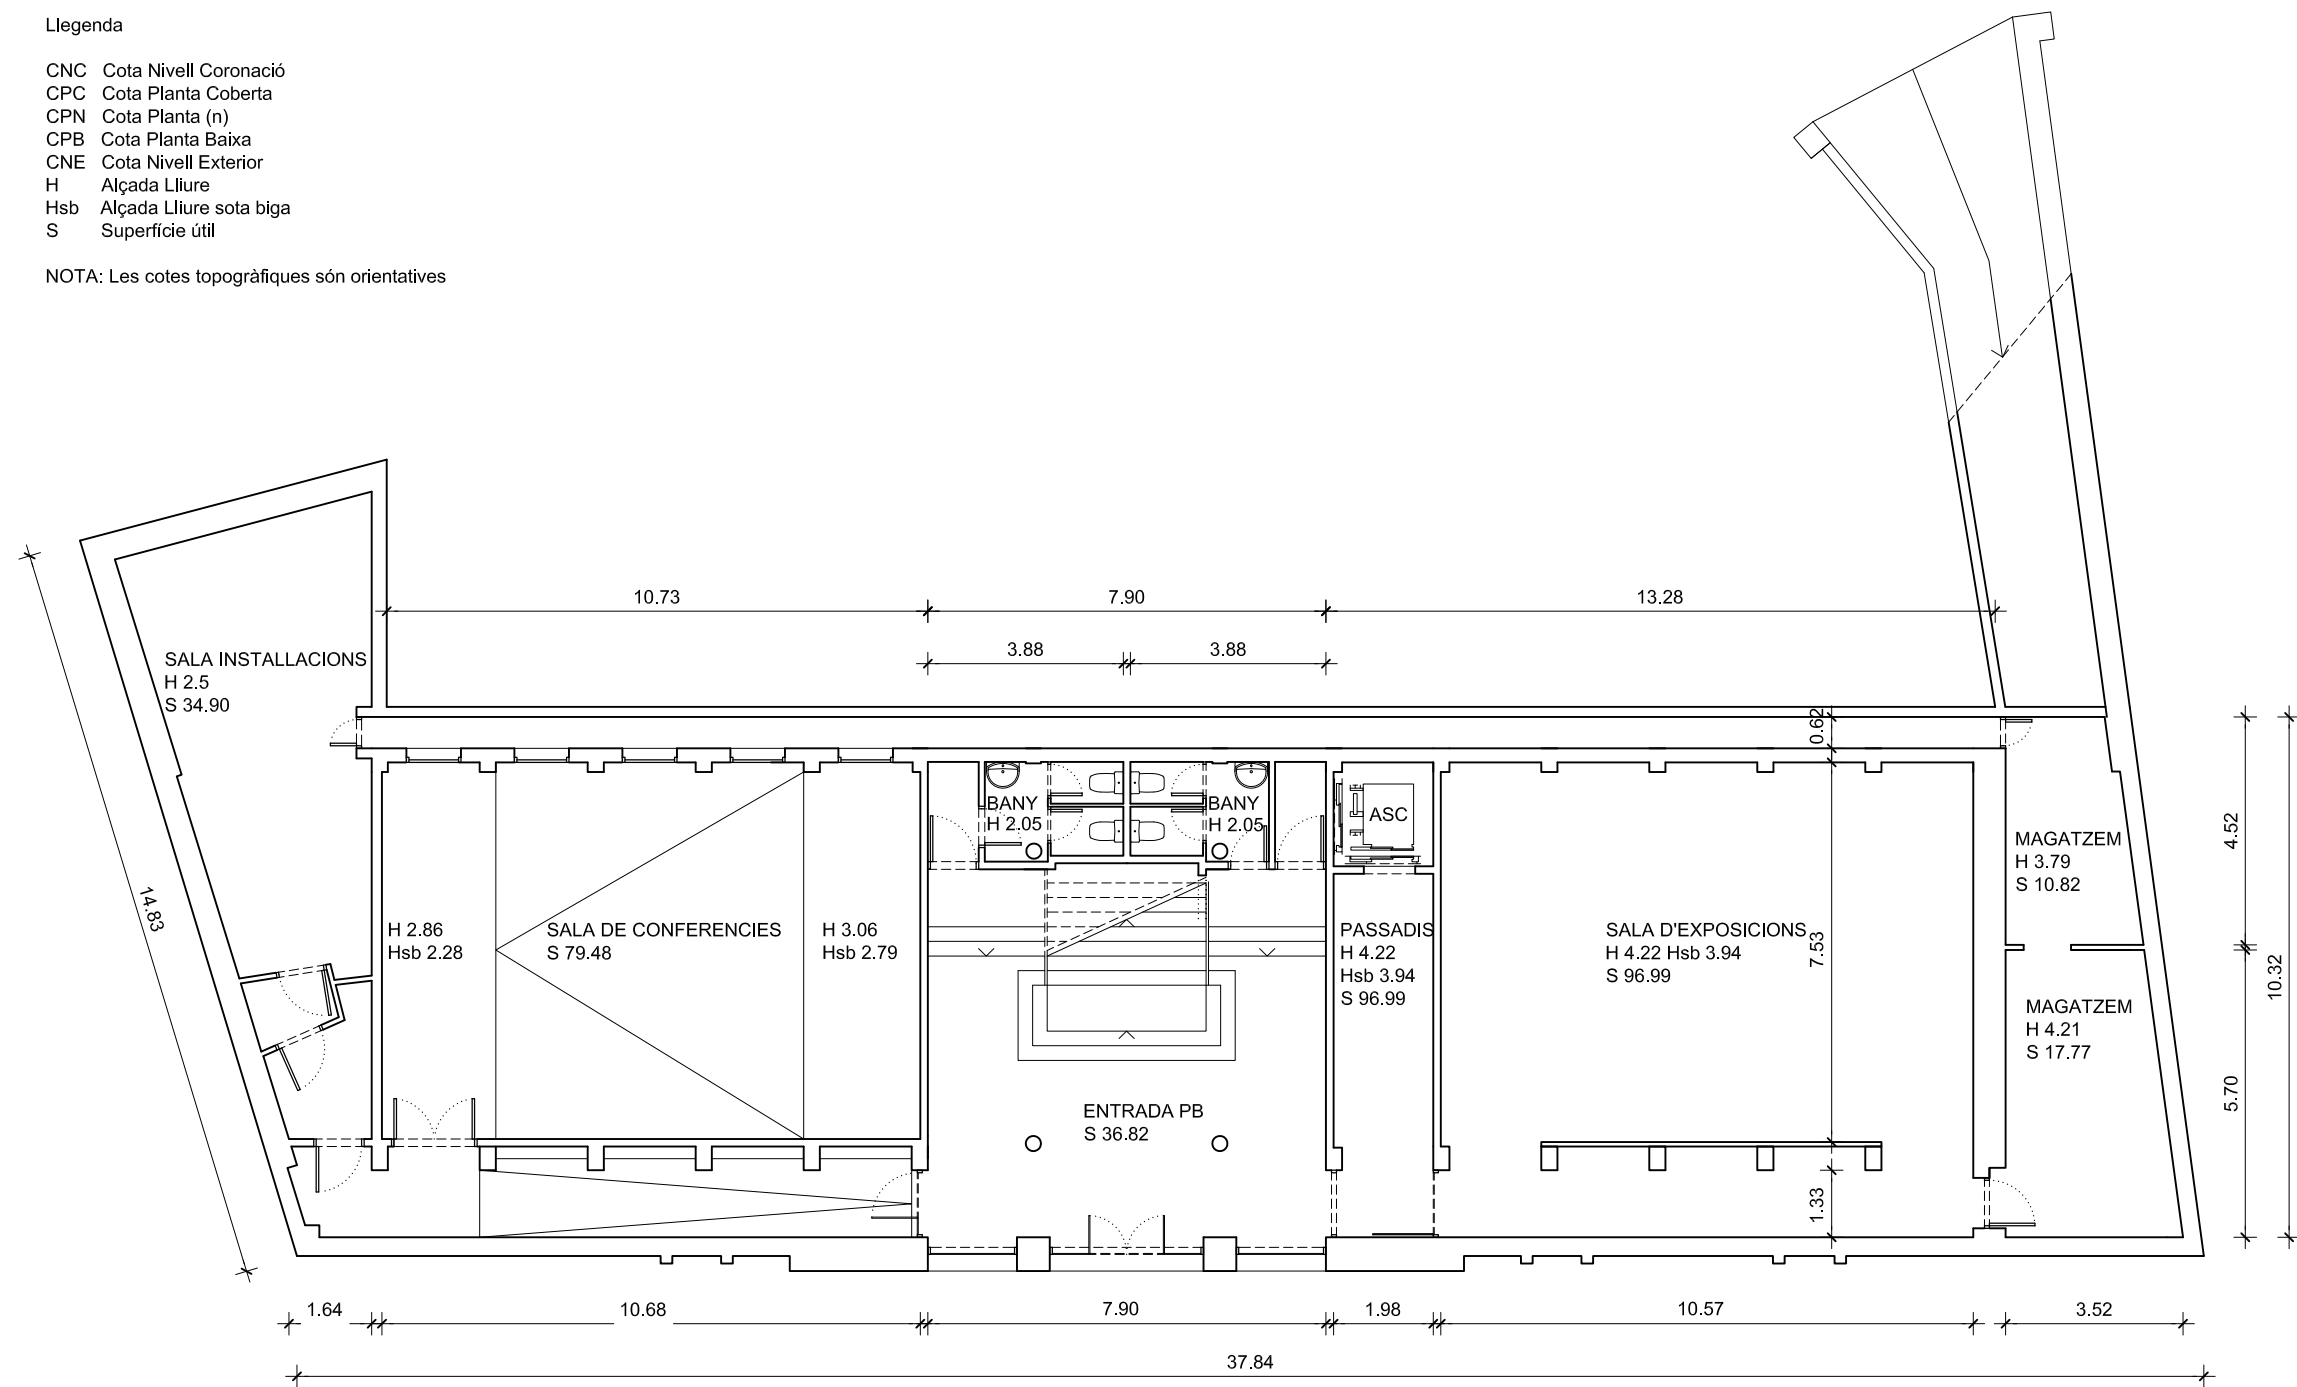 Llegenda
CNC Cota Nivell Coronació
CPC Cota Planta Coberta
CPN Cota Planta (n)
CPB Cota Planta Baixa
CNE Cota Nivell Exterior
H Alçada Lliure
Hsb Alçada Lliure sota biga
S Superfície útil
NOTA: Les cotes topogràfiques són orientatives
10.73
7.90
13.28
3.88
3.88
SALA INSTALLACIONS
H 2.5
S 34.90
0.62
BANY
H 2.05
BANY
H 2.05
ASC
4.52
MAGATZEM
H 3.79
S 10.82
14.83
H 2.86
Hsb 2.28
SALA DE CONFERENCIES
S 79.48
H 3.06
Hsb 2.79
PASSADIS
H 4.22
Hsb 3.94
S 96.99
SALA D'EXPOSICIONS
H 4.22 Hsb 3.94
S 96.99
7.53
10.32
MAGATZEM
H 4.21
S 17.77
5.70
ENTRADA PB
S 36.82
1.33
1.64
10.68
7.90
1.98
10.57
3.52
37.84